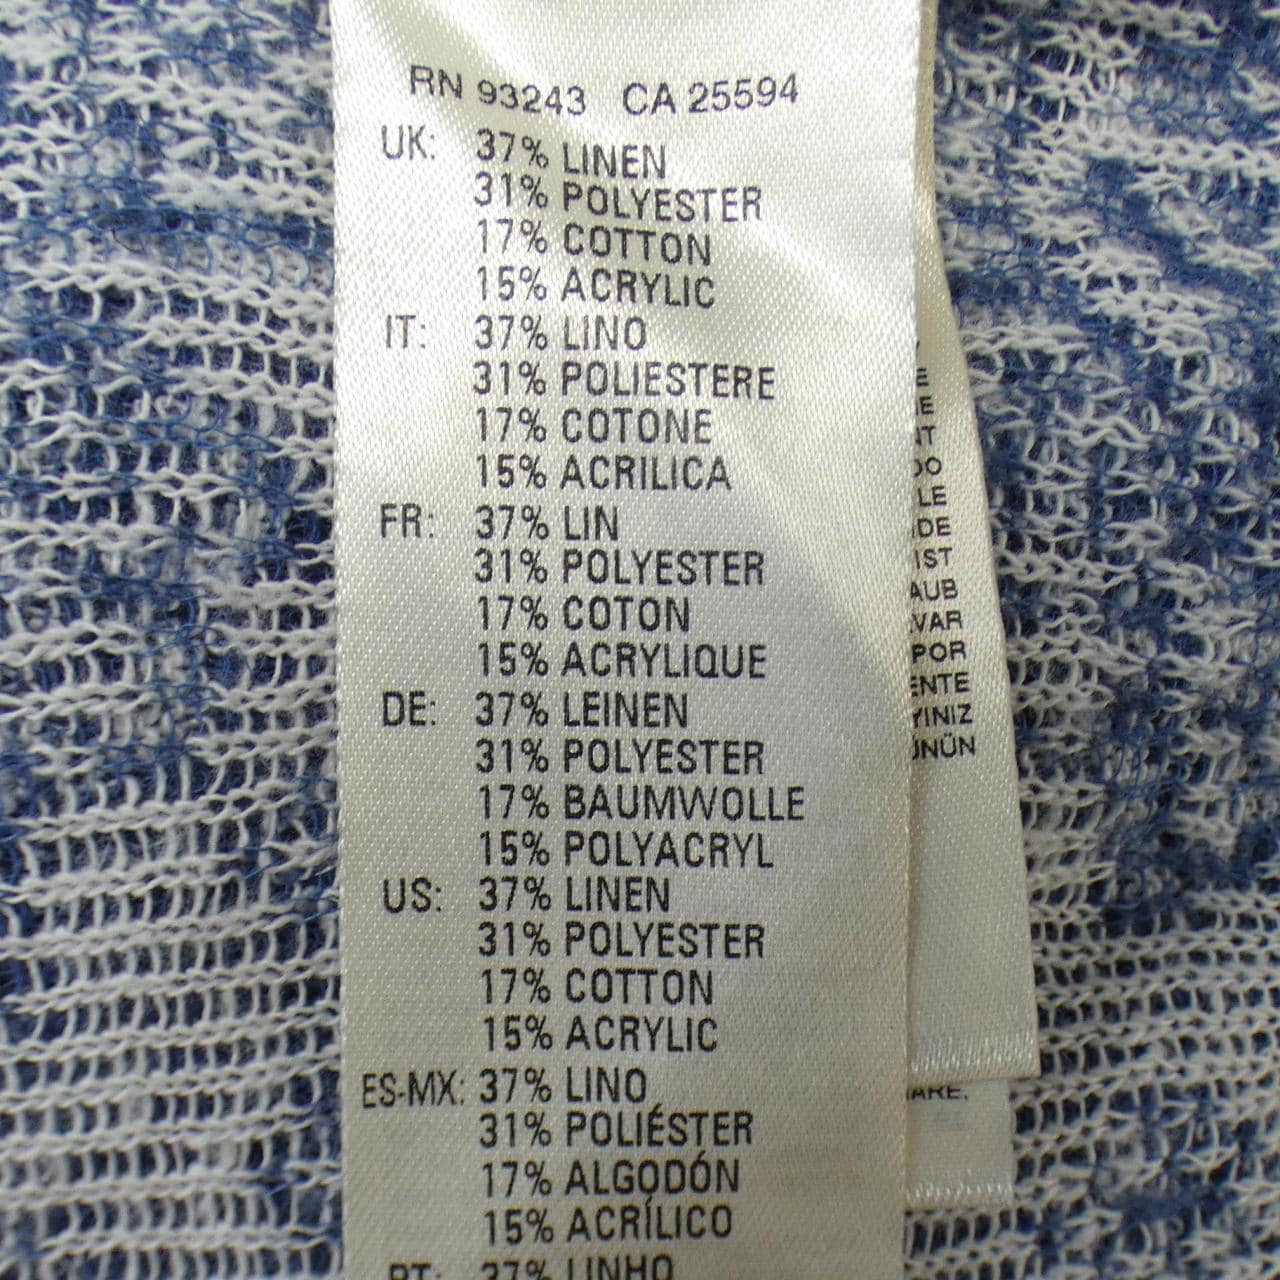 RN 93243 CA 25594
UK: 37% LINEN
31% POLYESTER
17% COTTON
15% ACRYLIC
IT: 37% LINO
31% POLIESTERE
17% COTONE
15% ACRILICA
FR: 37% LIN
31% POLYESTER
17% COTON
15% ACRYLIQUE
DE: 37% LEINEN
31% POLYESTER
17% BAUMWOLLE
15% POLYACRYL
US: 37% LINEN
31% POLYESTER
17% COTTON
15% ACRYLIC
ES-MX: 37% LINO
31% POLIÉSTER
17% ALGODÓN
15% ACRÍLICO
PT: 37% LINHO